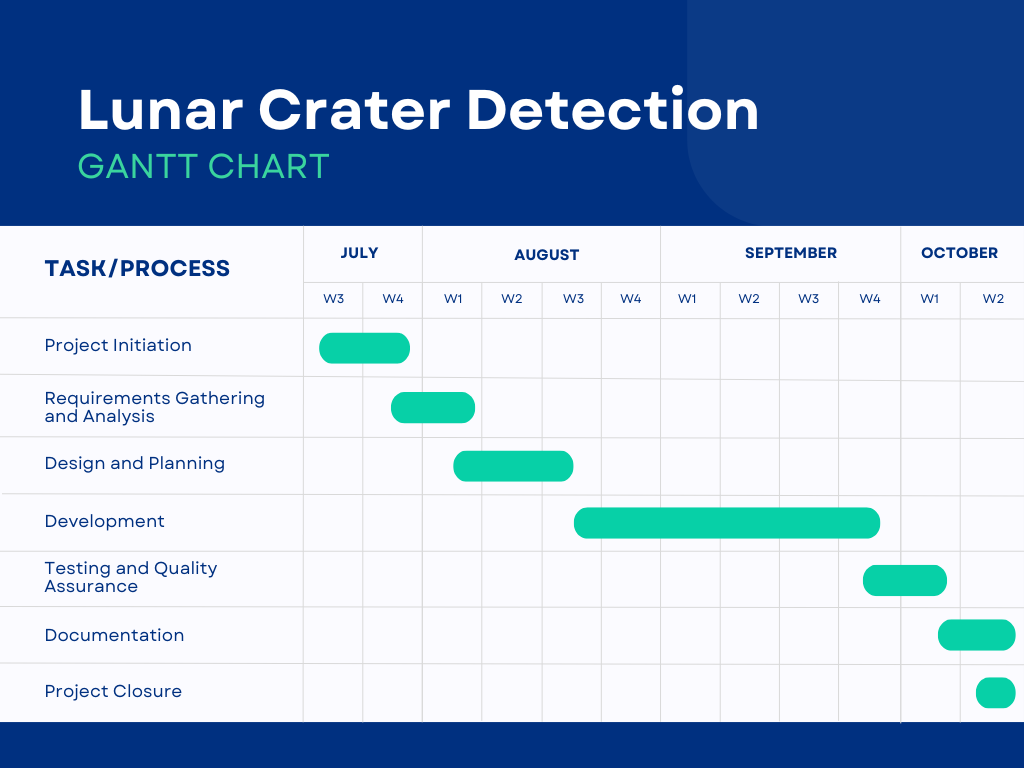 Lunar Crater Detection
GANTT CHART
TASK/PROCESS
JULY AUGUST SEPTEMBER OCTOBER
W3 W4 W1 W2 W3 W4 W1 W2 W3 W4 W1 W2
Project Initiation
Requirements Gathering
and Analysis
Design and Planning
Development
Testing and Quality
Assurance
Documentation
Project Closure